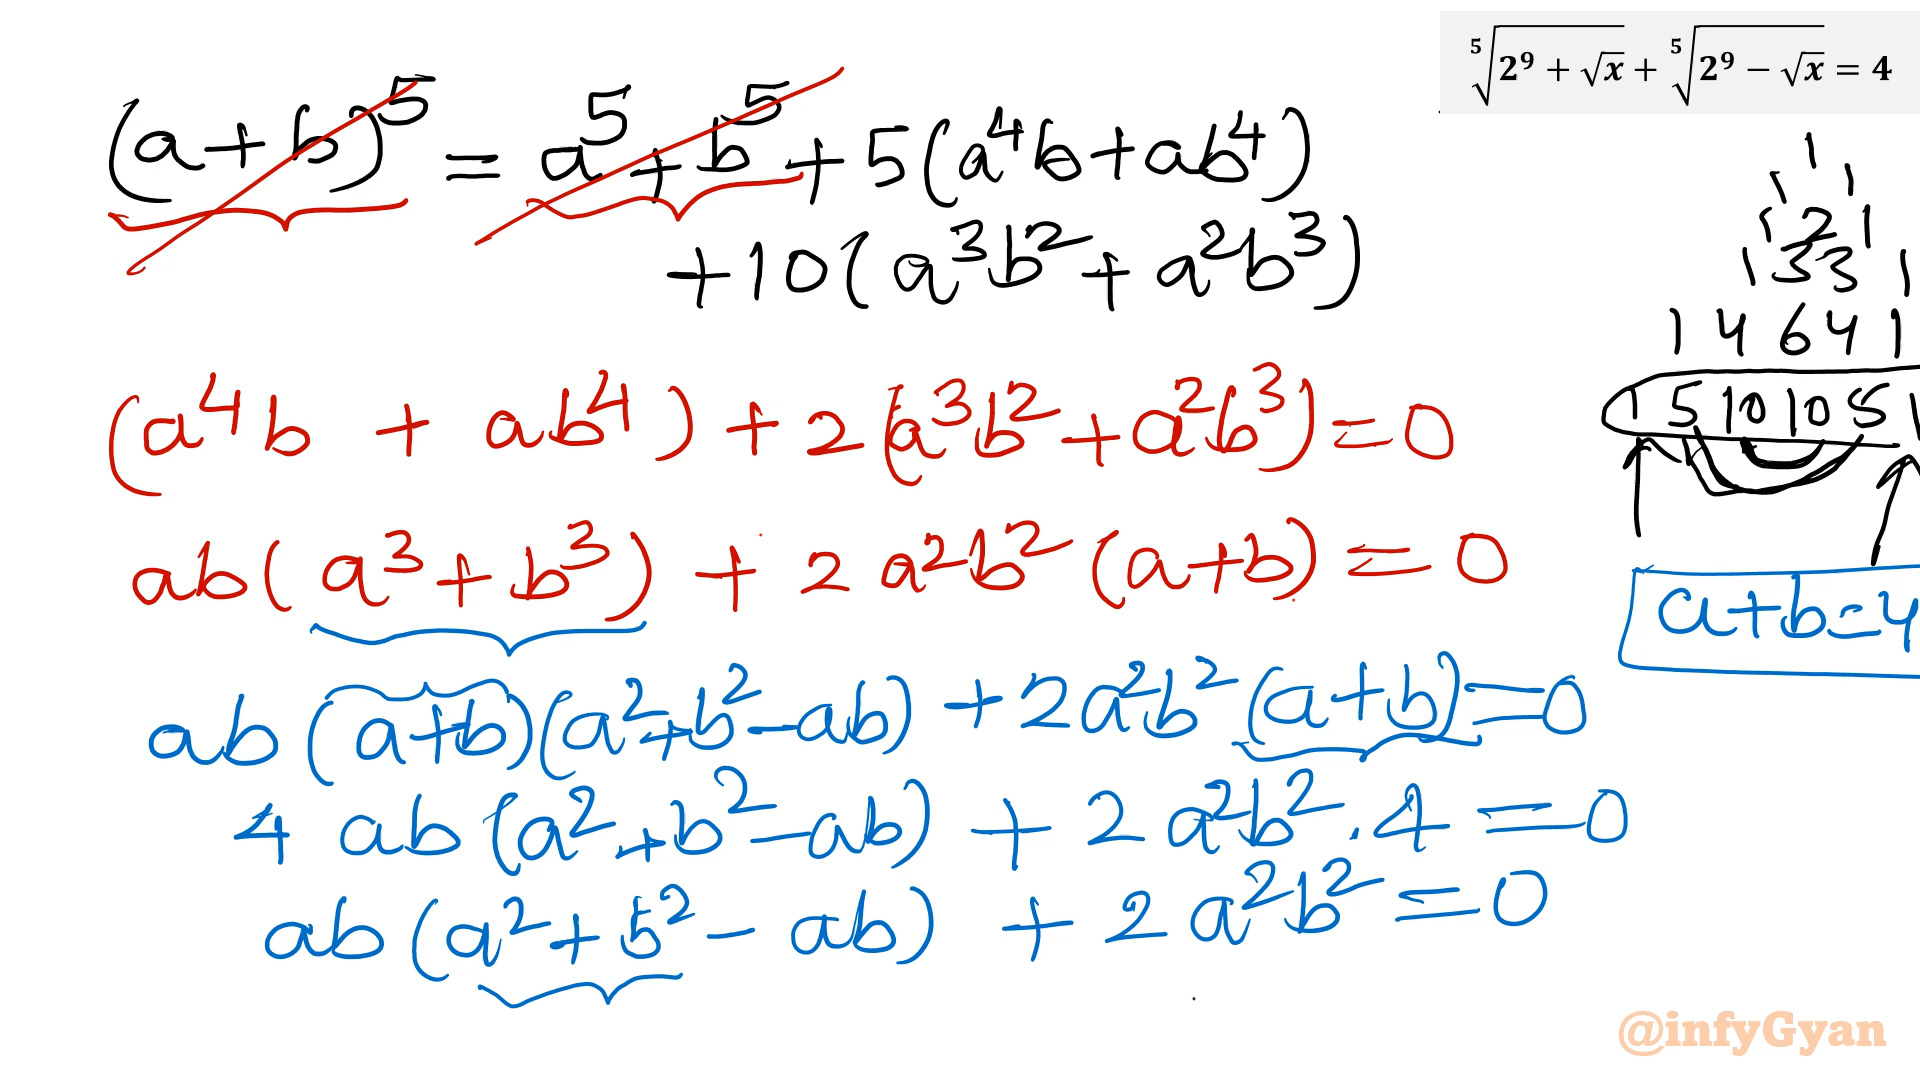 ⁵√(2⁹ + √x) + ⁵√(2⁹ − √x) = 4
(a+b)⁵ = a⁵ + b⁵ + 5(a⁴b + ab⁴)
+10(a³b² + a²b³)
1
1 1
1 2 1
1 3 3 1
1 4 6 4 1
1 5 10 10 5 1
(a⁴b + ab⁴) + 2(a³b² + a²b³) = 0
ab(a³ + b³) + 2a²b²(a+b) = 0
a+b=4
ab(a+b)(a²+b²−ab) + 2a²b²(a+b) = 0
4ab(a²+b²−ab) + 2a²b².4 = 0
ab(a²+b²−ab) + 2a²b² = 0
@infyGyan